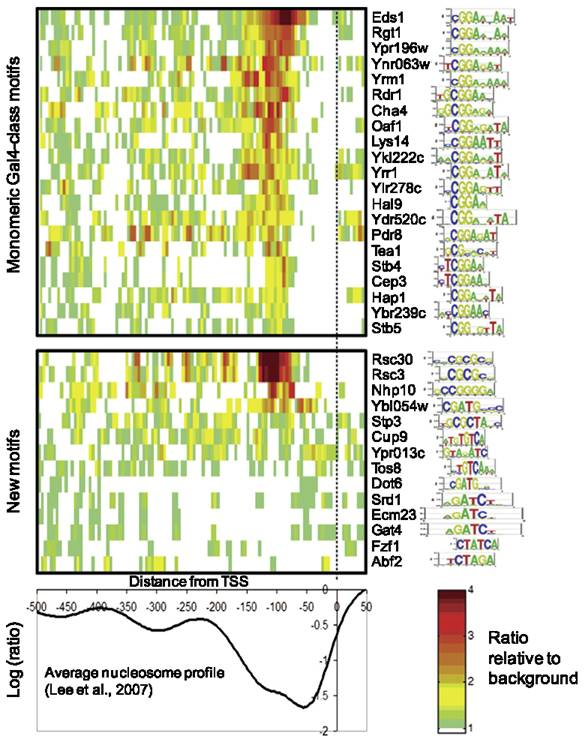 Monomeric Gal4-class motifs
Eds1
Rgt1
Ypr196w
Ynr063w
Yrm1
Rdr1
Cha4
Oaf1
Lys14
Ykl222c
Yrr1
Ylr278c
Hal9
Ydr520c
Pdr8
Tea1
Stb4
Cep3
Hap1
Ybr239c
Stb5
New motifs
Rsc30
Rsc3
Nhp10
Ybl054w
Stp3
Cup9
Ypr013c
Tos8
Dot6
Srd1
Ecm23
Gat4
Fzf1
CTATCA
Abf2
Distance from TSS
-500 -450 -400 -350 -300 -250 -200 -150 -100 -50 0 50
Log (ratio)
0
-0.5
-1
-1.5
-2
Average nucleosome profile
(Lee et al., 2007)
4
3
2
1
Ratio
relative to
background